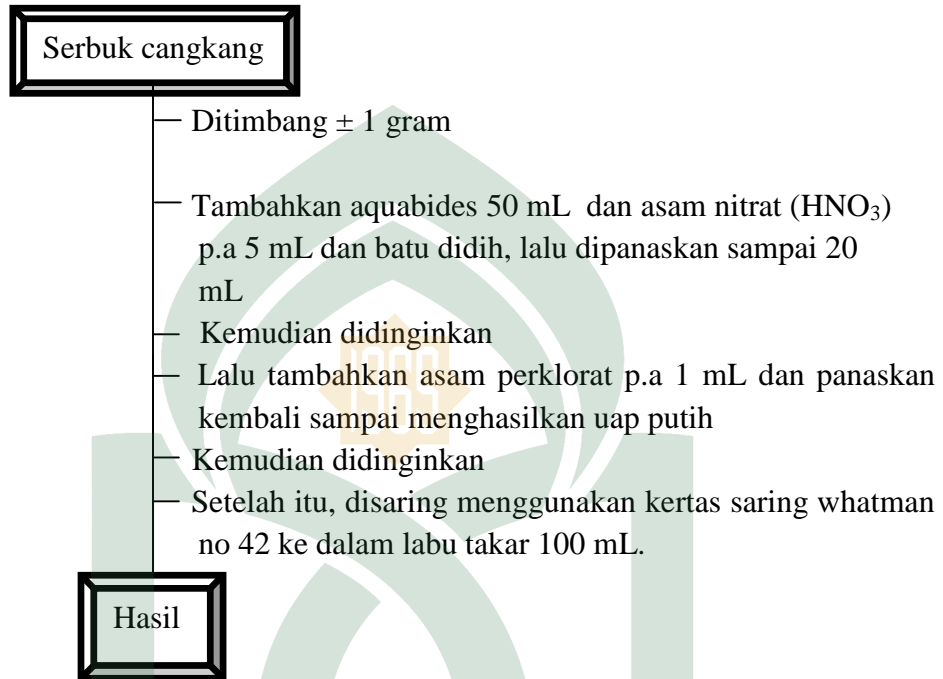 Serbuk cangkang
Ditimbang ± 1 gram
Tambahkan aquabides 50 mL dan asam nitrat (HNO₃)
p.a 5 mL dan batu didih, lalu dipanaskan sampai 20
mL
Kemudian didinginkan
Lalu tambahkan asam perklorat p.a 1 mL dan panaskan
kembali sampai menghasilkan uap putih
Kemudian didinginkan
Setelah itu, disaring menggunakan kertas saring whatman
no 42 ke dalam labu takar 100 mL.
Hasil